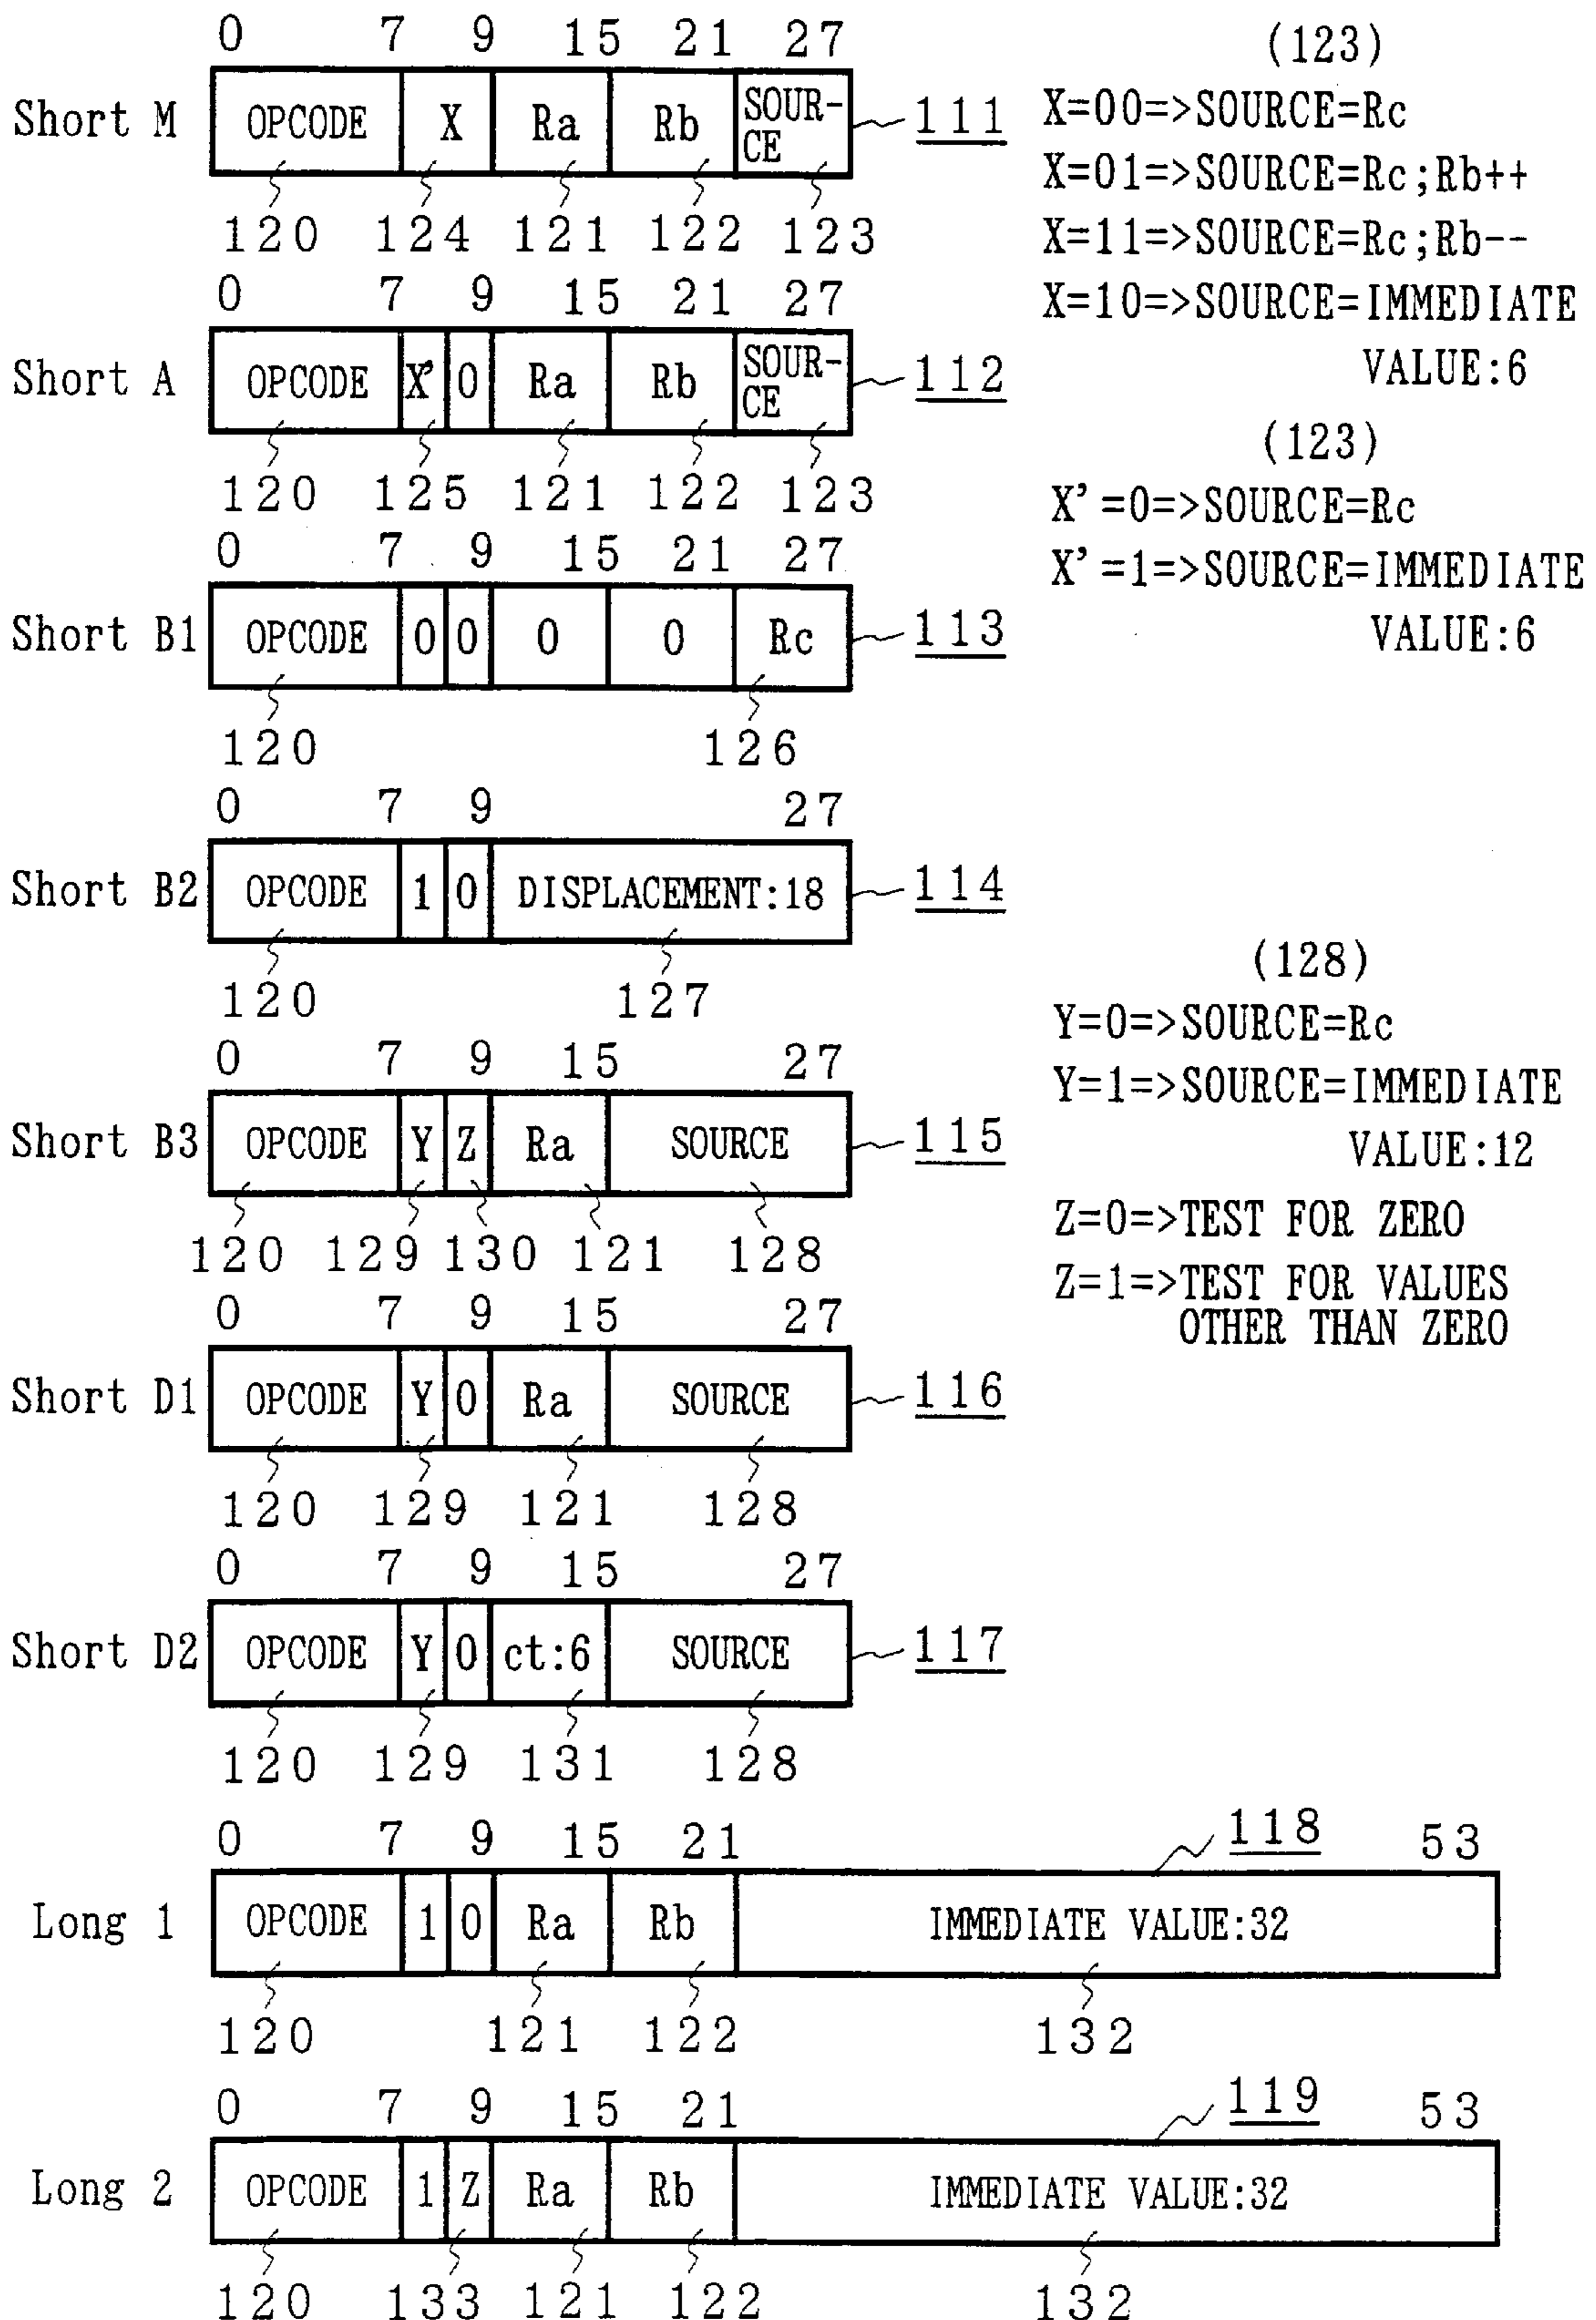 0 7 9 15 21 27
Short M OPCODE X Ra Rb SOUR-CE 111
120 124 121 122 123
(123)
X=00=>SOURCE=Rc
X=01=>SOURCE=Rc;Rb++
X=11=>SOURCE=Rc;Rb--
X=10=>SOURCE=IMMEDIATE
VALUE:6
0 7 9 15 21 27
Short A OPCODE X' 0 Ra Rb SOUR-CE 112
120 125 121 122 123
(123)
X'=0=>SOURCE=Rc
X'=1=>SOURCE=IMMEDIATE
VALUE:6
0 7 9 15 21 27
Short B1 OPCODE 0 0 0 0 Rc 113
120 126
0 7 9 27
Short B2 OPCODE 1 0 DISPLACEMENT:18 114
120 127
(128)
Y=0=>SOURCE=Rc
Y=1=>SOURCE=IMMEDIATE
VALUE:12
Z=0=>TEST FOR ZERO
Z=1=>TEST FOR VALUES
OTHER THAN ZERO
0 7 9 15 27
Short B3 OPCODE Y Z Ra SOURCE 115
120 129 130 121 128
0 7 9 15 27
Short D1 OPCODE Y 0 Ra SOURCE 116
120 129 121 128
0 7 9 15 27
Short D2 OPCODE Y 0 ct:6 SOURCE 117
120 129 131 128
0 7 9 15 21 118 53
Long 1 OPCODE 1 0 Ra Rb IMMEDIATE VALUE:32
120 121 122 132
0 7 9 15 21 119 53
Long 2 OPCODE 1 Z Ra Rb IMMEDIATE VALUE:32
120 133 121 122 132